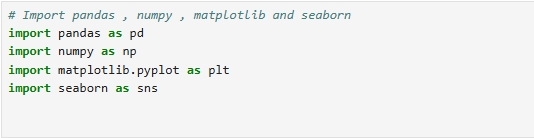 # Import pandas , numpy , matplotlib and seaborn
import pandas as pd
import numpy as np
import matplotlib.pyplot as plt
import seaborn as sns